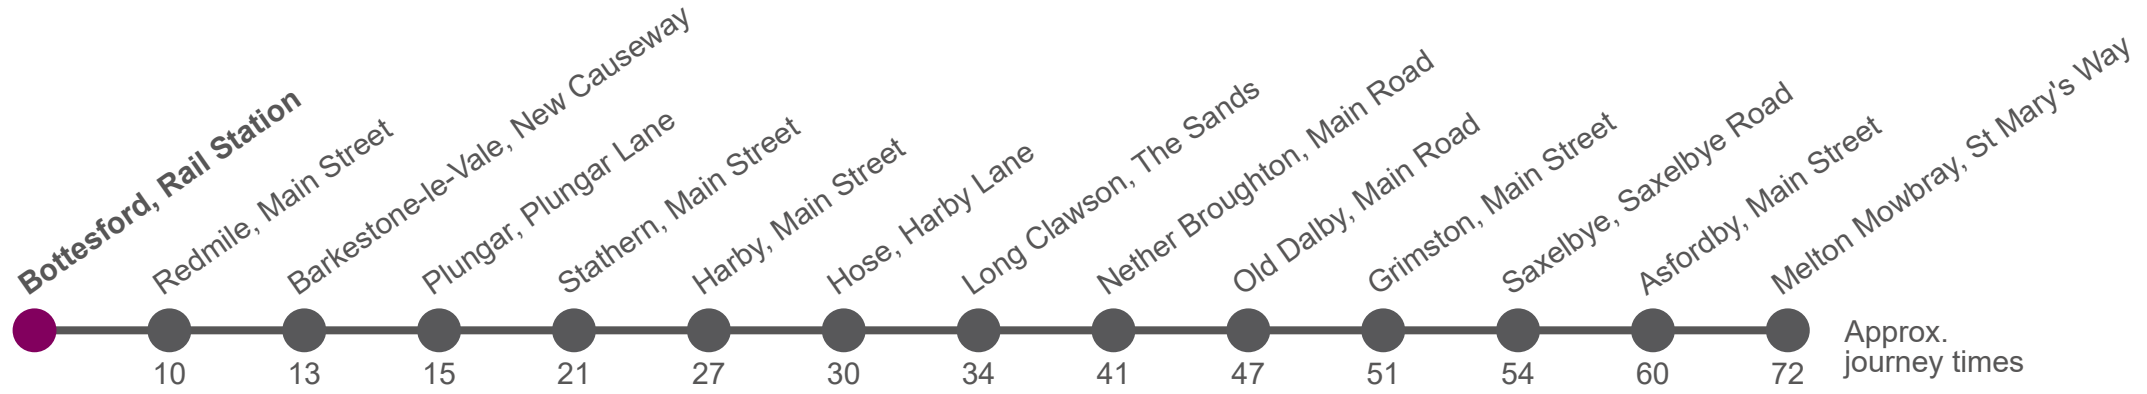 Bottesford, Rail Station
Redmile, Main Street
Barkestone-le-Vale, New Causeway
Plungar, Plungar Lane
Stathern, Main Street
Harby, Main Street
Hose, Harby Lane
Long Clawson, The Sands
Nether Broughton, Main Road
Old Dalby, Main Road
Grimston, Main Street
Saxelbye, Saxelbye Road
Asfordby, Main Street
Melton Mowbray, St Mary's Way
10 13 15 21 27 30 34 41 47 51 54 60 72
Approx.
journey times